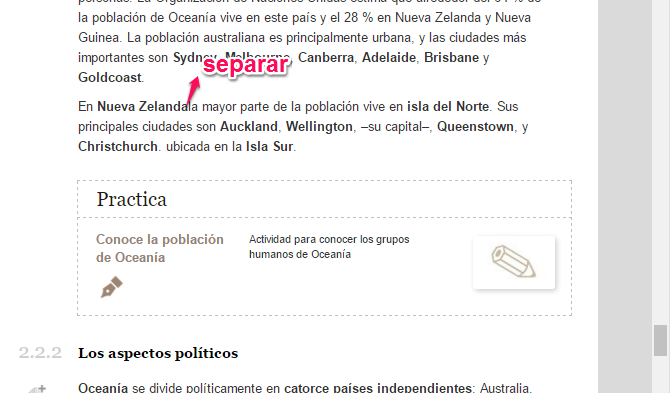 la población de Oceanía vive en este país y el 28 % en Nueva Zelanda y Nueva
Guinea. La población australiana es principalmente urbana, y las ciudades más
importantes son Sydney, Melbourne, Canberra, Adelaide, Brisbane y
separar
Goldcoast.
En Nueva Zelandala mayor parte de la población vive en isla del Norte. Sus
principales ciudades son Auckland, Wellington, –su capital–, Queenstown, y
Christchurch. ubicada en la Isla Sur.
Practica
Conoce la población
de Oceanía
Actividad para conocer los grupos
humanos de Oceanía
2.2.2 Los aspectos políticos
Oceanía se divide políticamente en catorce países independientes: Australia,